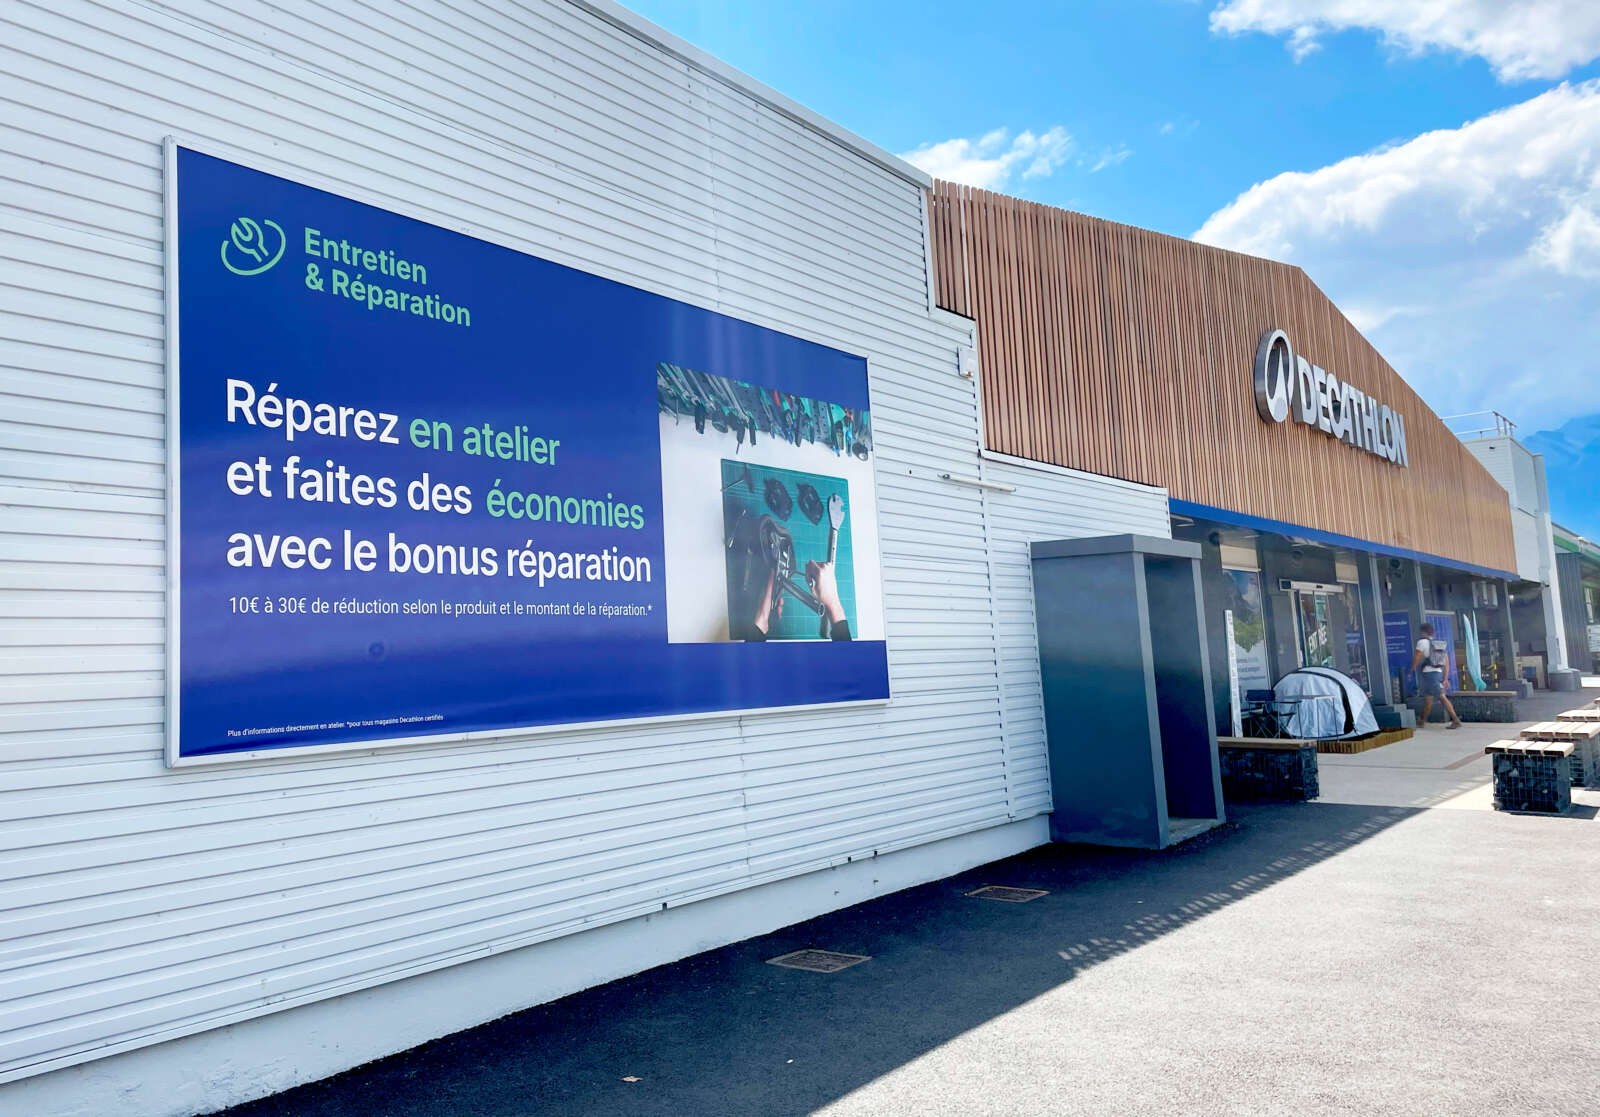 Entretien
& Réparation
Réparez en atelier
et faites des économies
avec le bonus réparation
10€ à 30€ de réduction selon le produit et le montant de la réparation.*
Plus d'informations directement en atelier. *pour tous magasins Decathlon certifiés
DECATHLON